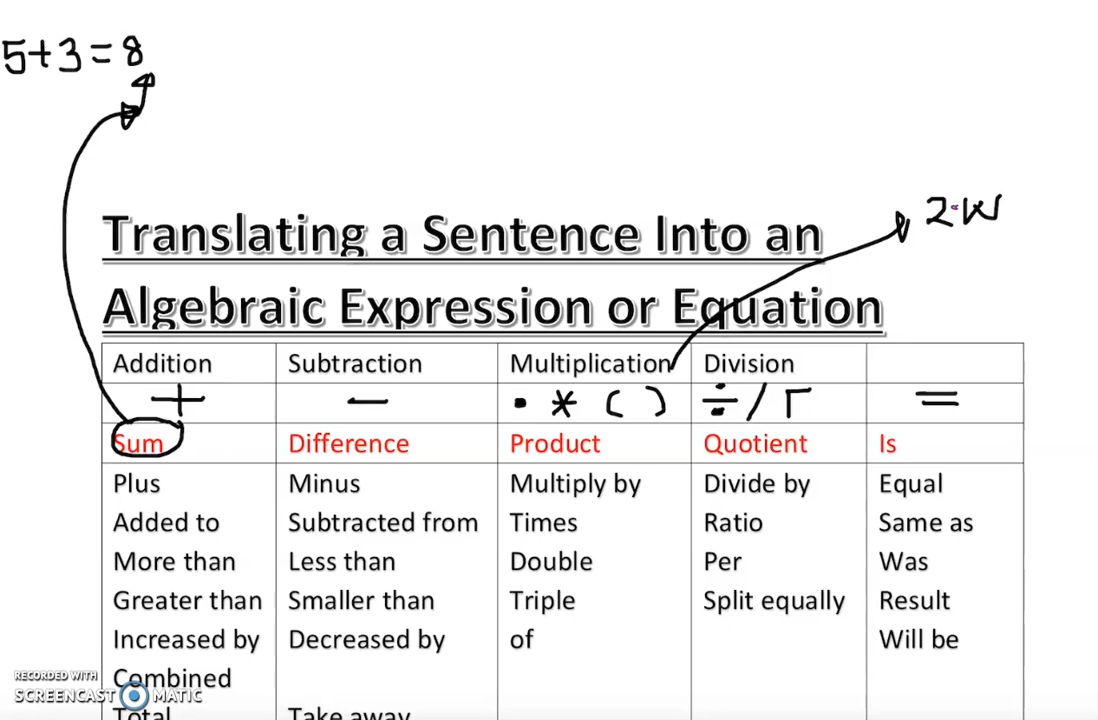 5+3=8
2·W
Translating a Sentence Into an
Algebraic Expression or Equation
Addition Subtraction Multiplication Division
+ - • * ( ) ÷ / =
Sum Difference Product Quotient Is
Plus Minus Multiply by Divide by Equal
Added to Subtracted from Times Ratio Same as
More than Less than Double Per Was
Greater than Smaller than Triple Split equally Result
Increased by Decreased by of Will be
Combined
Total Take away
RECORDED WITH
SCREENCAST MATIC